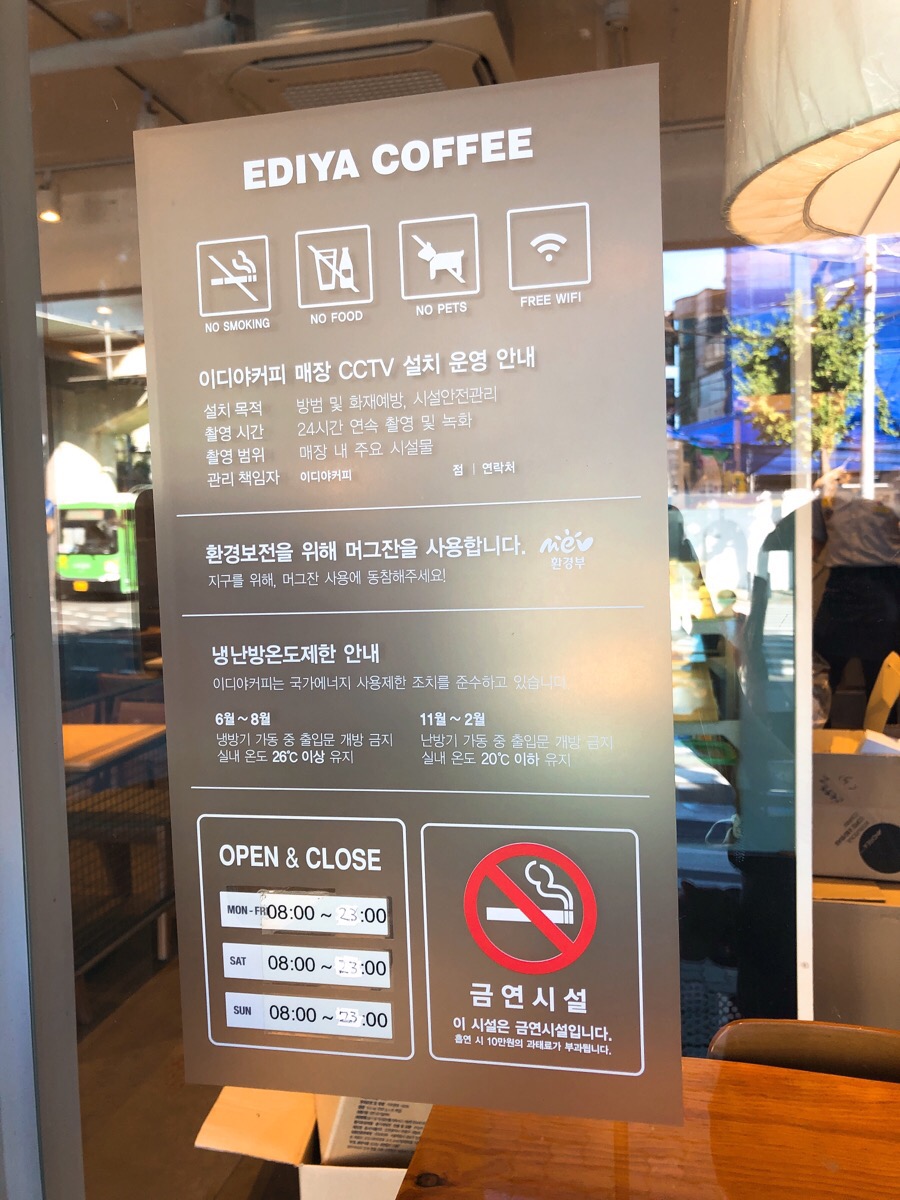 EDIYA COFFEE
NO SMOKING
NO FOOD
NO PETS
FREE WIFI
이디야커피 매장 CCTV 설치 운영 안내
설치 목적 방범 및 화재예방, 시설안전관리
촬영 시간 24시간 연속 촬영 및 녹화
촬영 범위 매장 내 주요 시설물
관리 책임자 이디야커피 점 | 연락처
환경보전을 위해 머그잔을 사용합니다.
지구를 위해, 머그잔 사용에 동참해주세요!
me
환경부
냉난방온도제한 안내
이디야커피는 국가에너지 사용제한 조치를 준수하고 있습니다.
6월 ~ 8월
냉방기 가동 중 출입문 개방 금지
실내 온도 26℃ 이상 유지
11월 ~ 2월
난방기 가동 중 출입문 개방 금지
실내 온도 20℃ 이하 유지
OPEN & CLOSE
MON - FRI 08:00 ~ 23:00
SAT 08:00 ~ 23:00
SUN 08:00 ~ :00
금연시설
이 시설은 금연시설입니다.
흡연 시 10만원의 과태료가 부과됩니다.